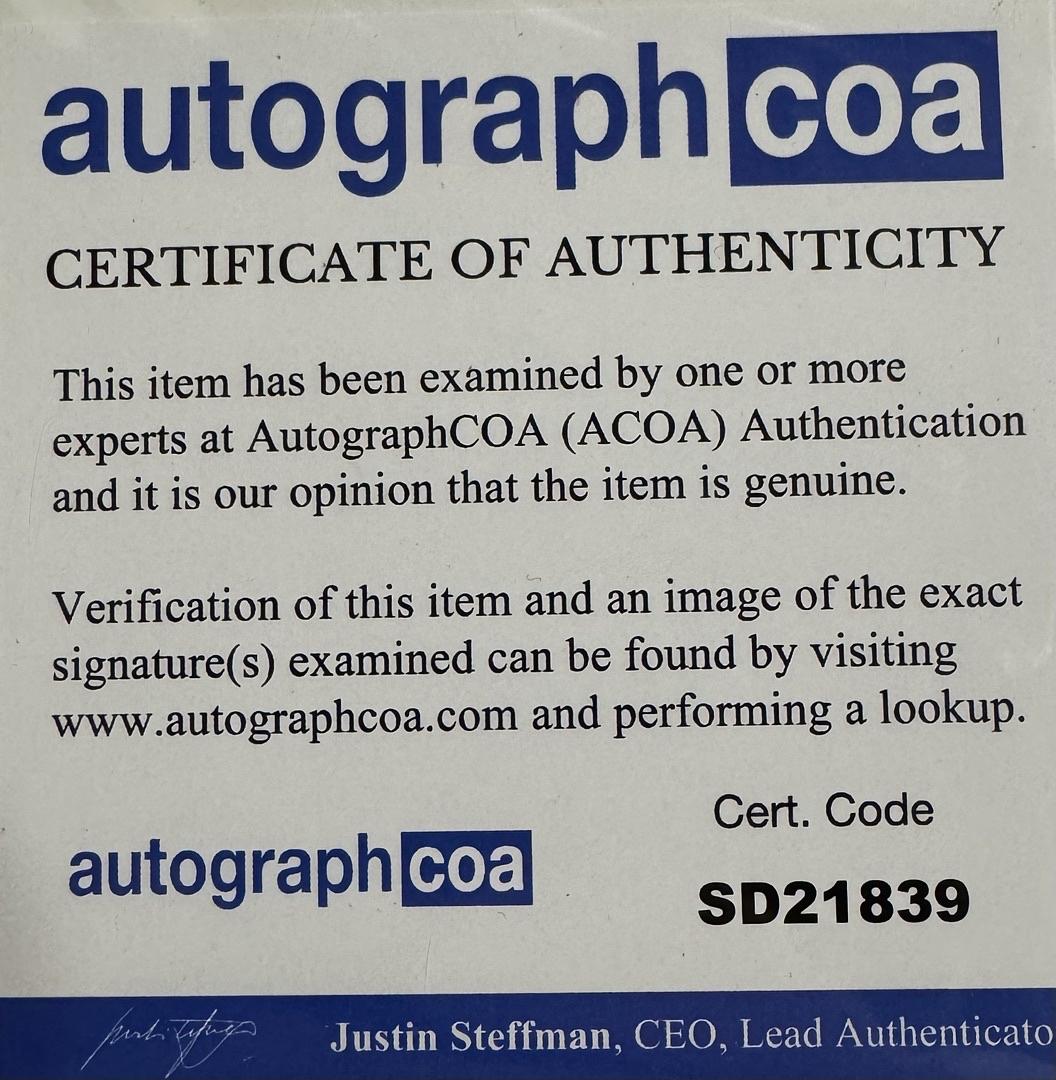 autographcoa
CERTIFICATE OF AUTHENTICITY
This item has been examined by one or more
experts at AutographCOA (ACOA) Authentication
and it is our opinion that the item is genuine.
Verification of this item and an image of the exact
signature(s) examined can be found by visiting
www.autographcoa.com and performing a lookup.
Cert. Code
autographcoa
SD21839
Justin Steffman, CEO, Lead Authenticato